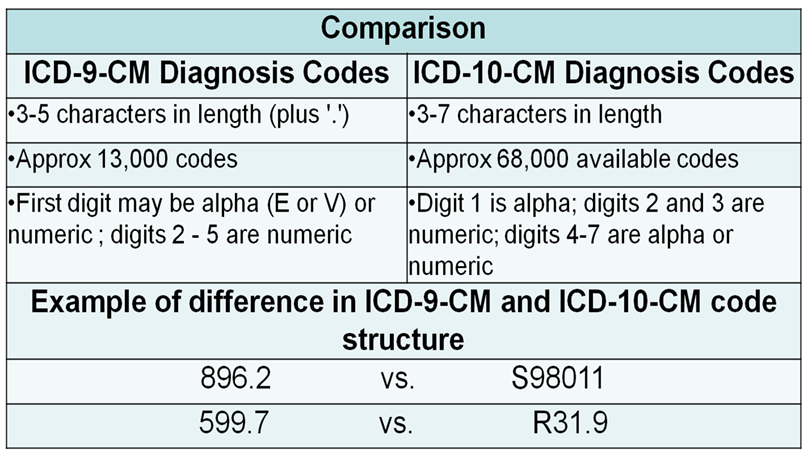 Comparison
ICD-9-CM Diagnosis Codes
ICD-10-CM Diagnosis Codes
•3-5 characters in length (plus '.')
•3-7 characters in length
•Approx 13,000 codes
•Approx 68,000 available codes
•First digit may be alpha (E or V) or
numeric ; digits 2 - 5 are numeric
•Digit 1 is alpha; digits 2 and 3 are
numeric; digits 4-7 are alpha or
numeric
Example of difference in ICD-9-CM and ICD-10-CM code
structure
896.2 vs. S98011
599.7 vs. R31.9